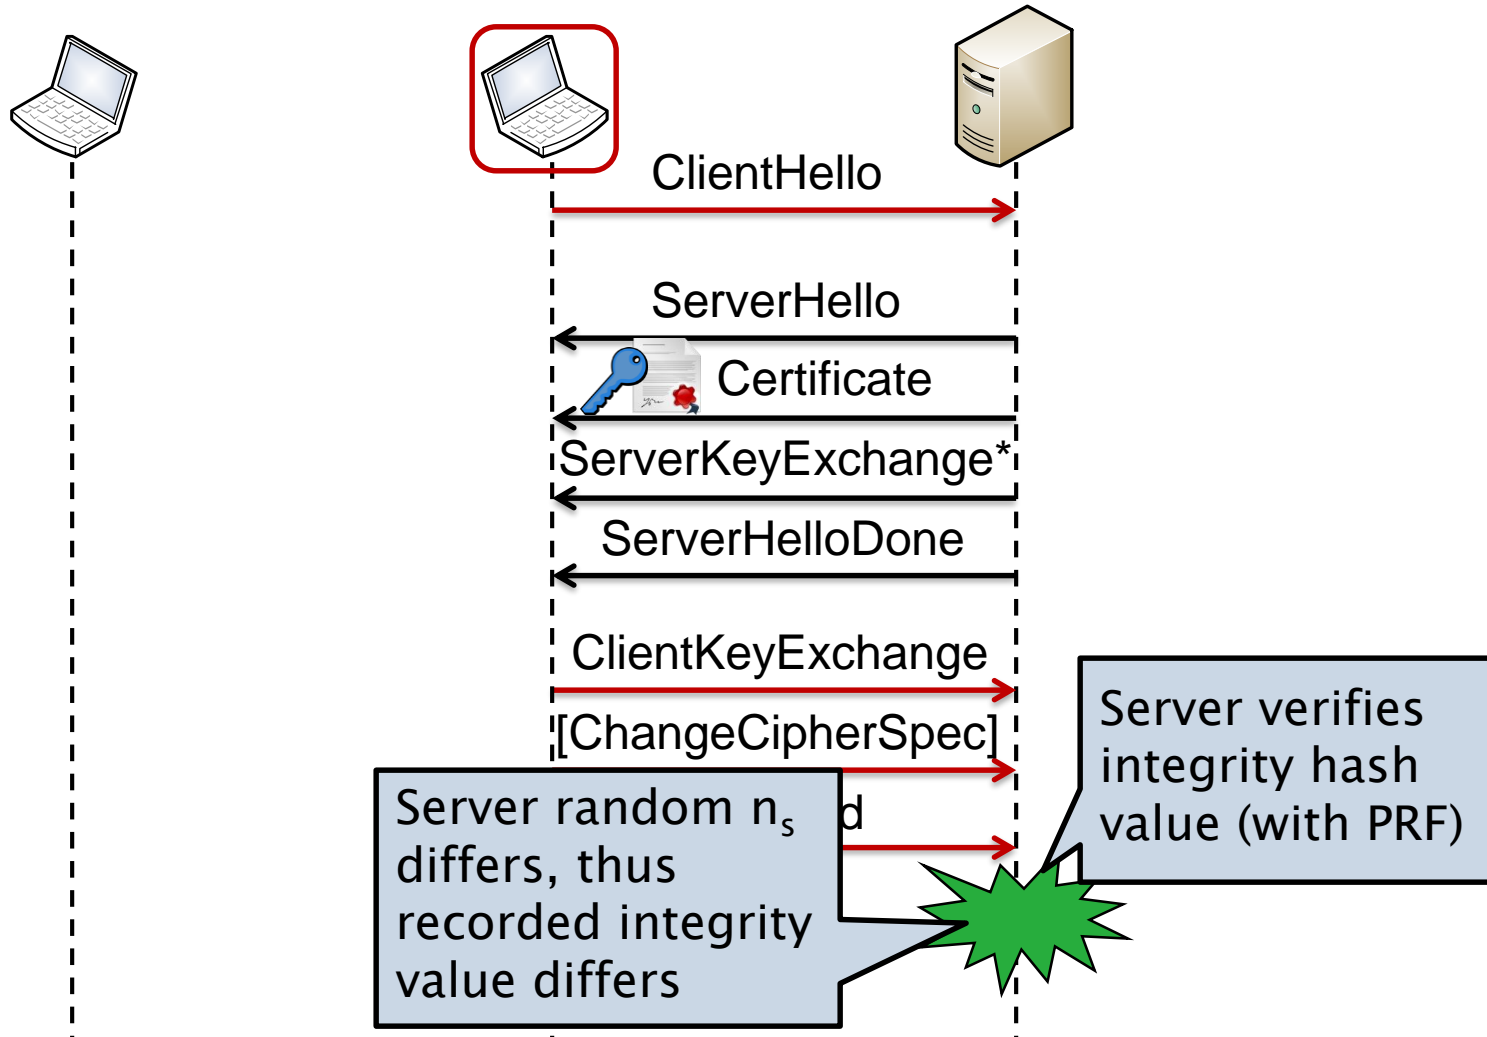 ClientHello
ServerHello
Certificate
ServerKeyExchange*
ServerHelloDone
ClientKeyExchange
[ChangeCipherSpec]
d
Server verifies
integrity hash
value (with PRF)
Server random nₛ
differs, thus
recorded integrity
value differs